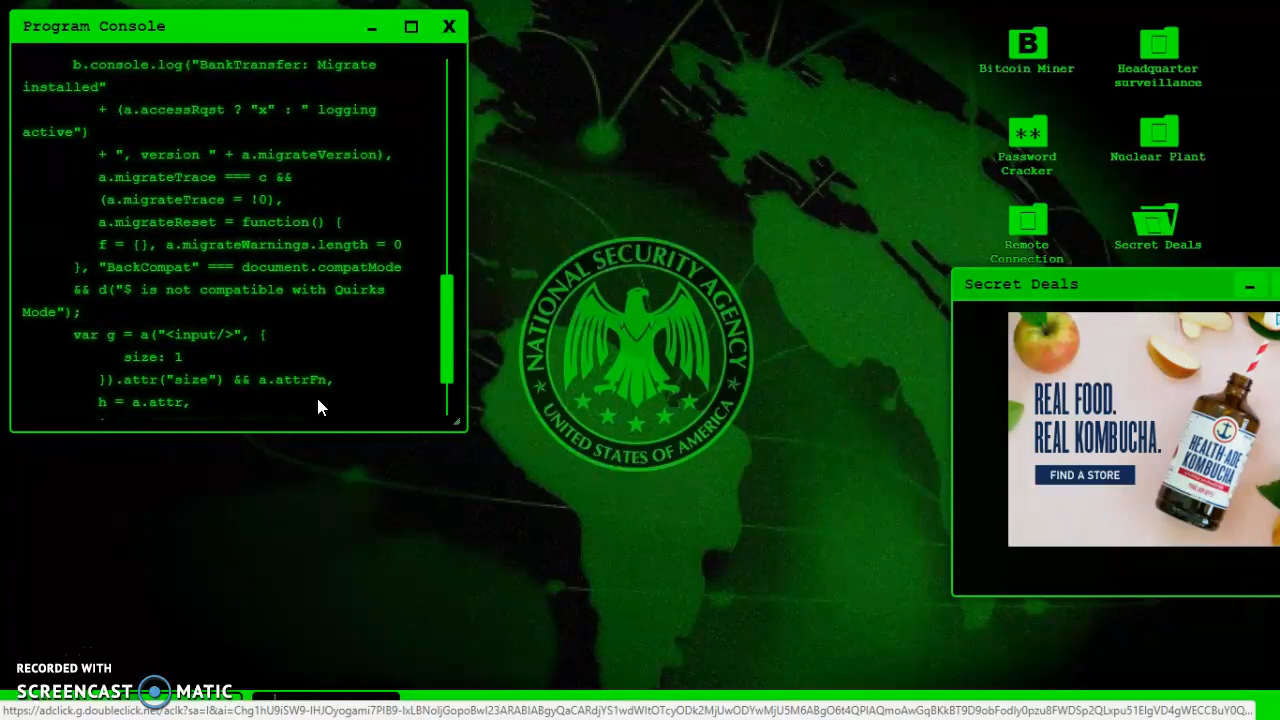 Program Console
X
b.console.log("BankTransfer: Migrate
installed"
+ (a.accessRqst ? "x" : " logging
active")
+ ", version " + a.migrateVersion),
a.migrateTrace === c &&
(a.migrateTrace = !0),
a.migrateReset = function() {
f = {}, a.migrateWarnings.length = 0
}, "BackCompat" === document.compatMode
&& d("$ is not compatible with Quirks
Mode");
var g = a("<input/>", {
size: 1
}).attr("size") && a.attrFn,
h = a.attr,
B
Bitcoin Miner
Headquarter
surveillance
**
Password
Cracker
Nuclear Plant
Remote
Connection
Secret Deals
NATIONAL SECURITY AGENCY
UNITED STATES OF AMERICA
Secret Deals
REAL FOOD.
REAL KOMBUCHA.
FIND A STORE
HEALTH-ADE
KOMBUCHA
RECORDED WITH
SCREENCAST MATIC